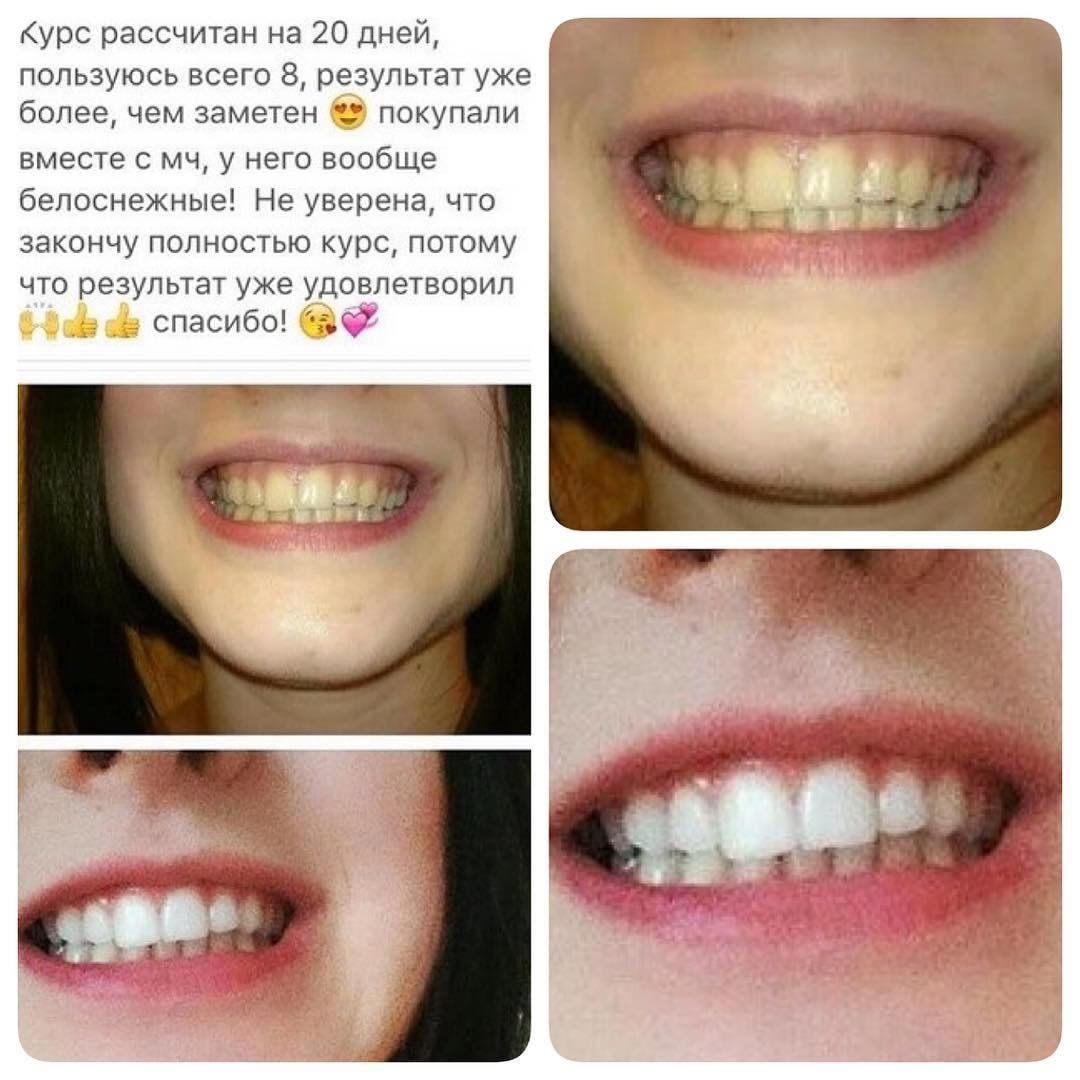 Курс рассчитан на 20 дней,
пользуюсь всего 8, результат уже
более, чем заметен 😍 покупали
вместе с мч, у него вообще
белоснежные! Не уверена, что
закончу полностью курс, потому
что результат уже удовлетворил
🙌👍👍 спасибо! 😘💞